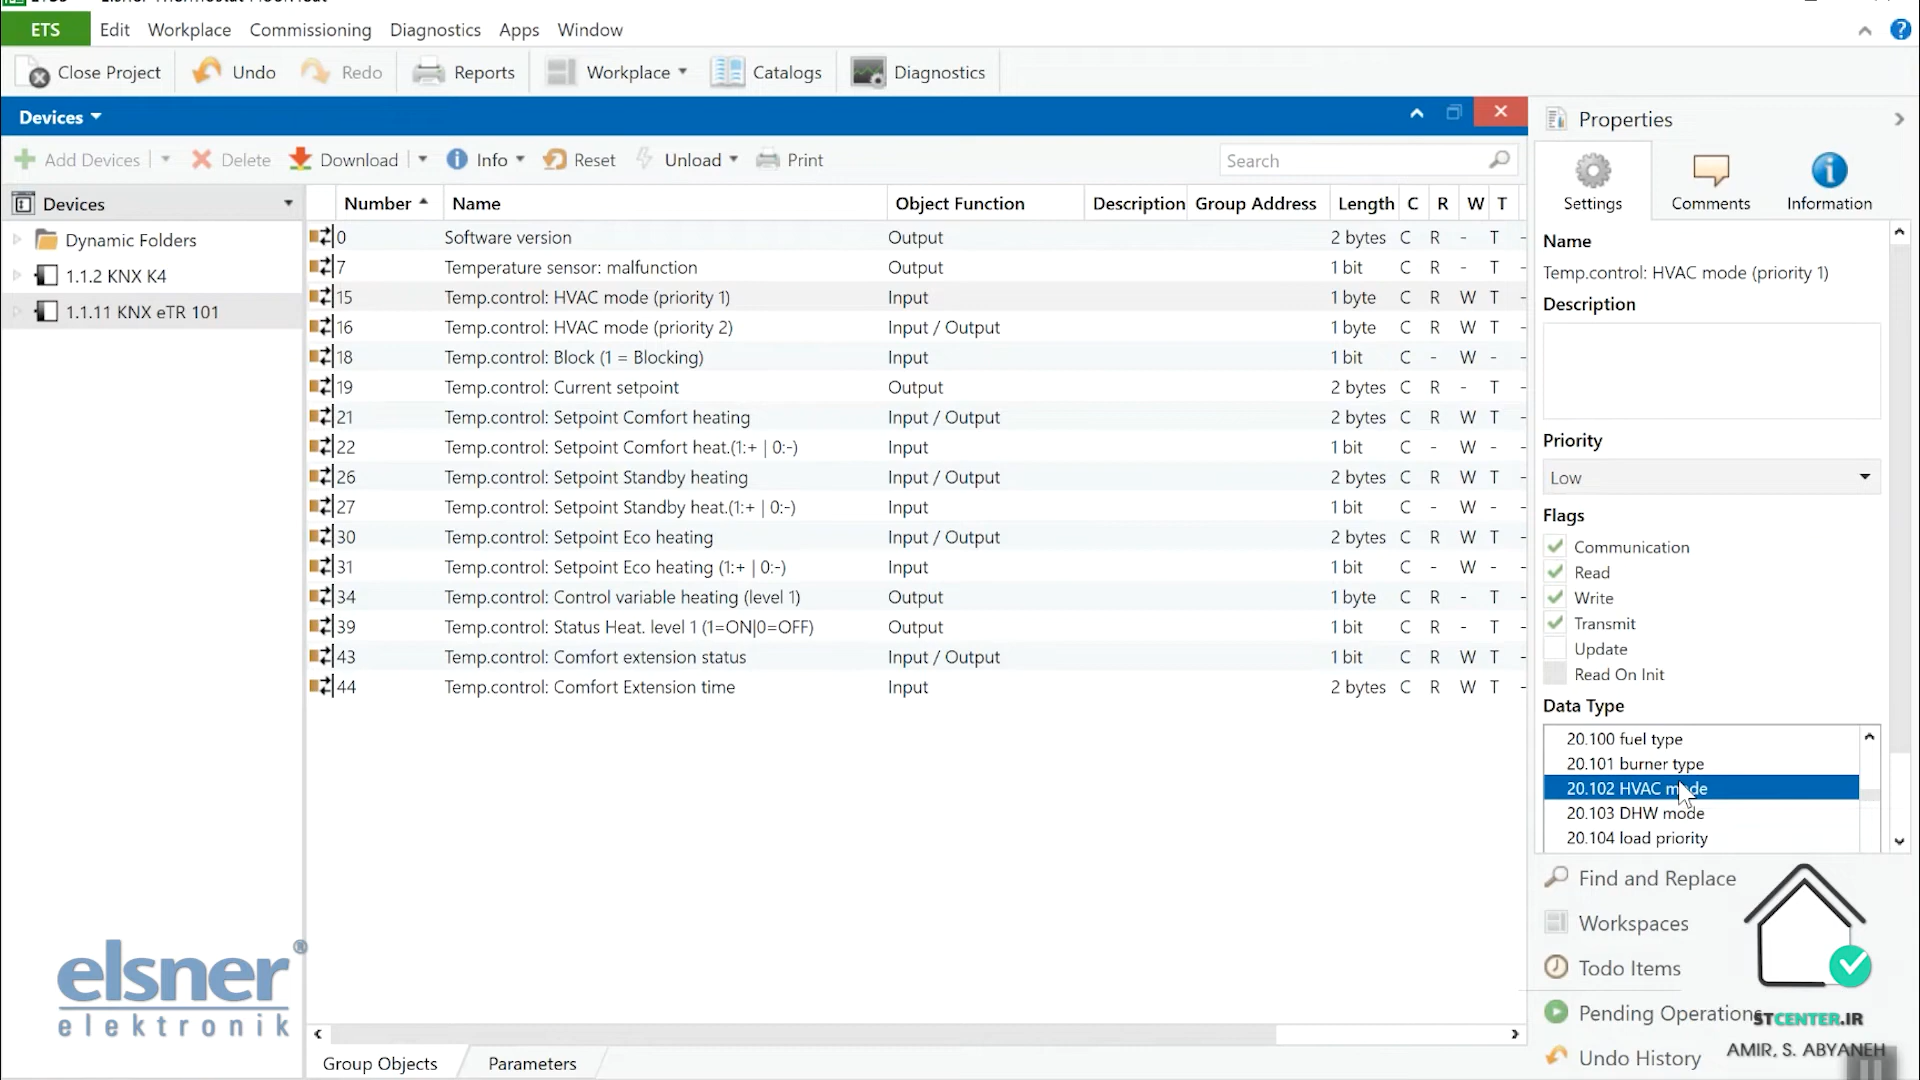 ETS Edit Workplace Commissioning Diagnostics Apps Window
Close Project Undo Redo Reports Workplace Catalogs Diagnostics
Devices
Add Devices Delete Download Info Reset Unload Print Search
Devices
Dynamic Folders
1.1.2 KNX K4
1.1.11 KNX eTR 101
Number Name Object Function Description Group Address Length C R W T
0 Software version Output 2 bytes C R - T -
7 Temperature sensor: malfunction Output 1 bit C R - T -
15 Temp.control: HVAC mode (priority 1) Input 1 byte C R W T -
16 Temp.control: HVAC mode (priority 2) Input / Output 1 byte C R W T -
18 Temp.control: Block (1 = Blocking) Input 1 bit C - W - -
19 Temp.control: Current setpoint Output 2 bytes C R - T -
21 Temp.control: Setpoint Comfort heating Input / Output 2 bytes C R W T -
22 Temp.control: Setpoint Comfort heat.(1:+ | 0:-) Input 1 bit C - W - -
26 Temp.control: Setpoint Standby heating Input / Output 2 bytes C R W T -
27 Temp.control: Setpoint Standby heat.(1:+ | 0:-) Input 1 bit C - W - -
30 Temp.control: Setpoint Eco heating Input / Output 2 bytes C R W T -
31 Temp.control: Setpoint Eco heating (1:+ | 0:-) Input 1 bit C - W - -
34 Temp.control: Control variable heating (level 1) Output 1 byte C R - T -
39 Temp.control: Status Heat. level 1 (1=ON|0=OFF) Output 1 bit C R - T -
43 Temp.control: Comfort extension status Input / Output 1 bit C R W T -
44 Temp.control: Comfort Extension time Input 2 bytes C R W T -
Group Objects Parameters
Properties
Settings Comments Information
Name
Temp.control: HVAC mode (priority 1)
Description
Priority
Low
Flags
Communication
Read
Write
Transmit
Update
Read On Init
Data Type
20.100 fuel type
20.101 burner type
20.102 HVAC mode
20.103 DHW mode
20.104 load priority
Find and Replace
Workspaces
Todo Items
Pending Operations
Undo History
elsner®
elektronik
STCENTER.IR
AMIR, S. ABYANEH